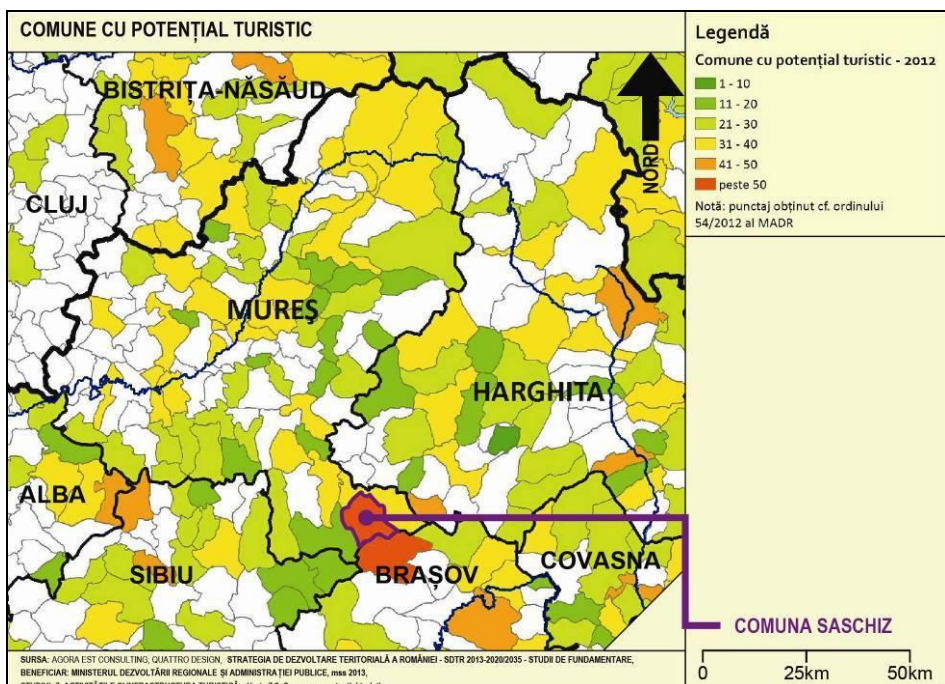 COMUNE CU POTENȚIAL TURISTIC
BISTRIȚA-NĂSĂUD
CLUJ
MUREȘ
HARGHITA
ALBA
SIBIU
BRAȘOV
COVASNA
NORD
Legendă
Comune cu potențial turistic - 2012
1 - 10
11 - 20
21 - 30
31 - 40
41 - 50
peste 50
Notă: punctaj obținut cf. ordinului
54/2012 al MADR
COMUNA SASCHIZ
0 25km 50km
SURSA: AGORA EST CONSULTING, QUATTRO DESIGN, STRATEGIA DE DEZVOLTARE TERITORIALĂ A ROMÂNIEI - SDTR 2013-2020/2035 - STUDII DE FUNDAMENTARE,
BENEFICIAR: MINISTERUL DEZVOLTĂRII REGIONALE ȘI ADMINISTRAȚIEI PUBLICE, mss 2013,